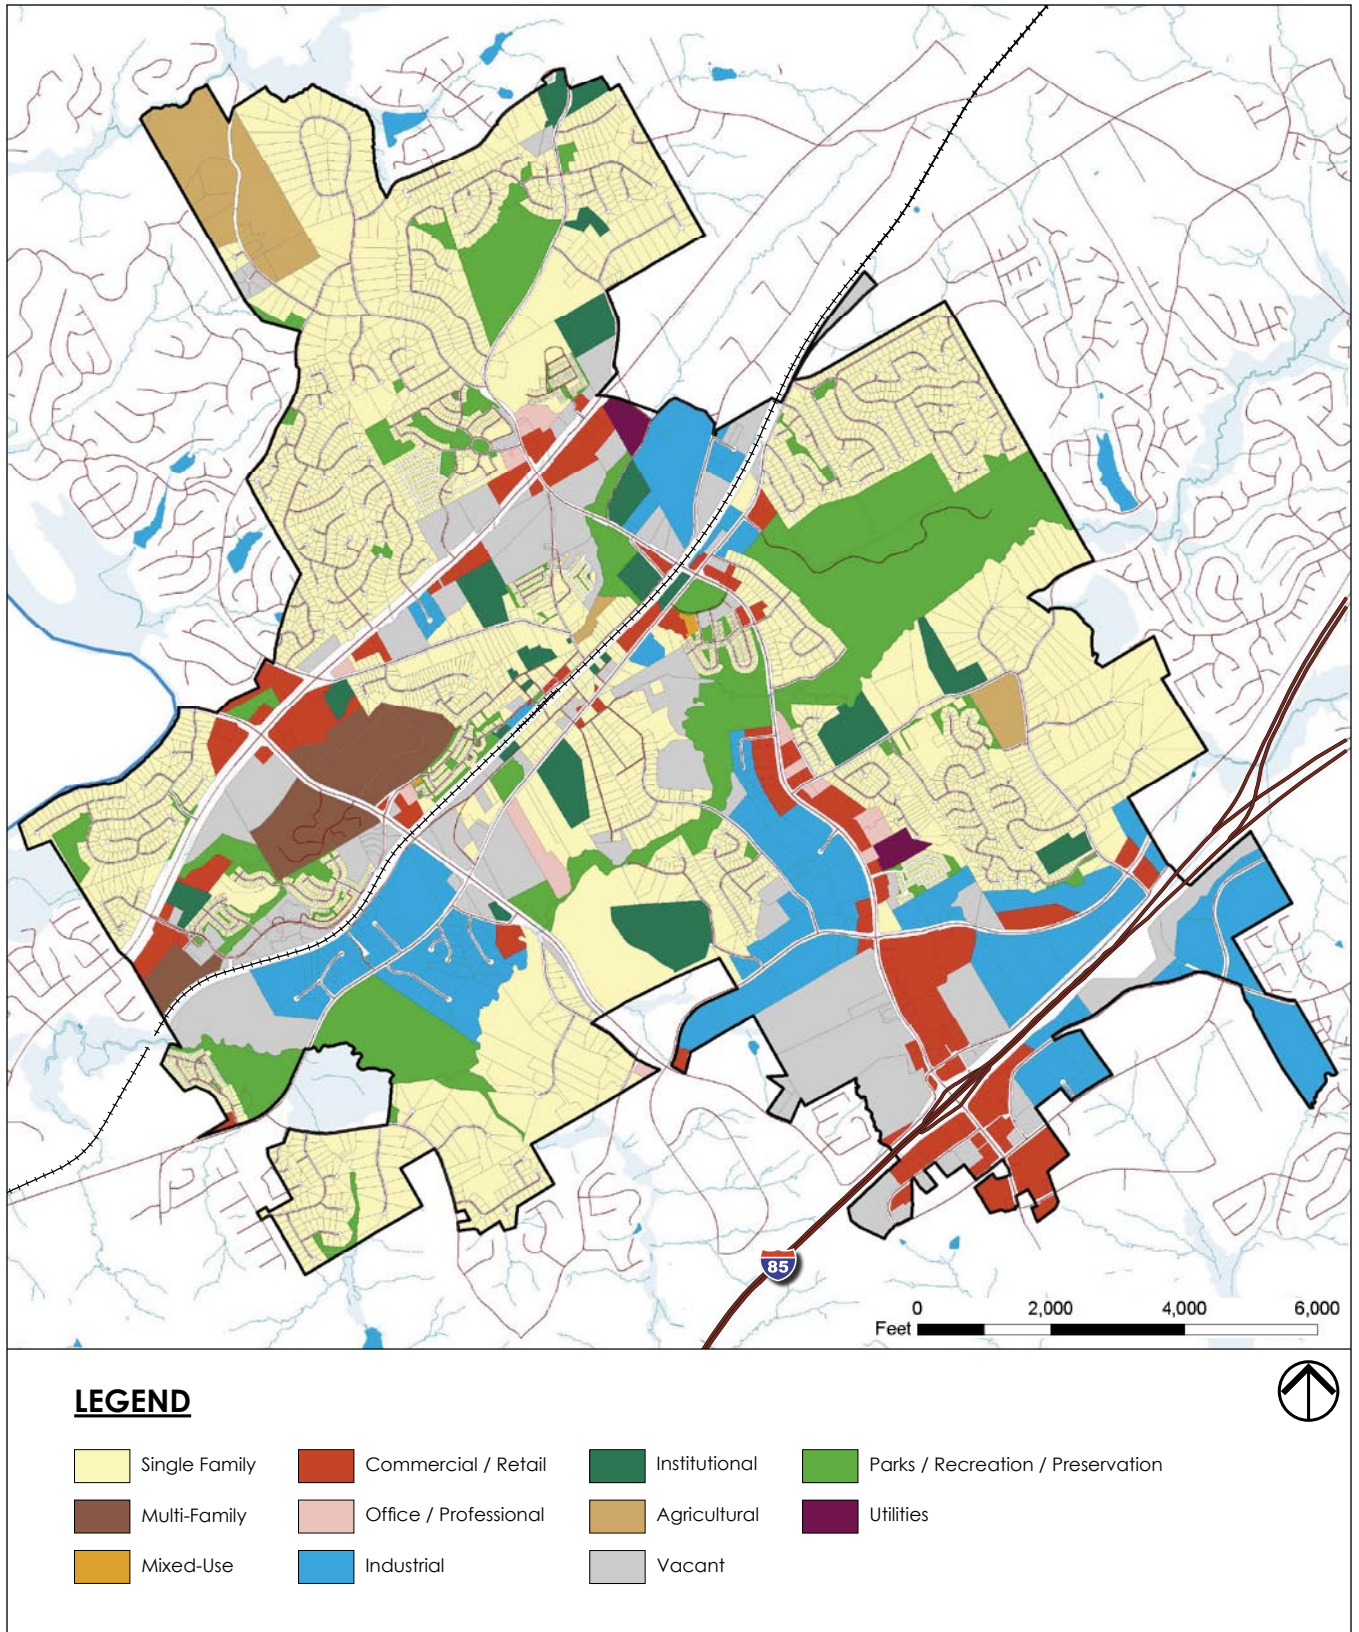 85
0 2,000 4,000 6,000
Feet
LEGEND
Single Family Commercial / Retail Institutional Parks / Recreation / Preservation
Multi-Family Office / Professional Agricultural Utilities
Mixed-Use Industrial Vacant